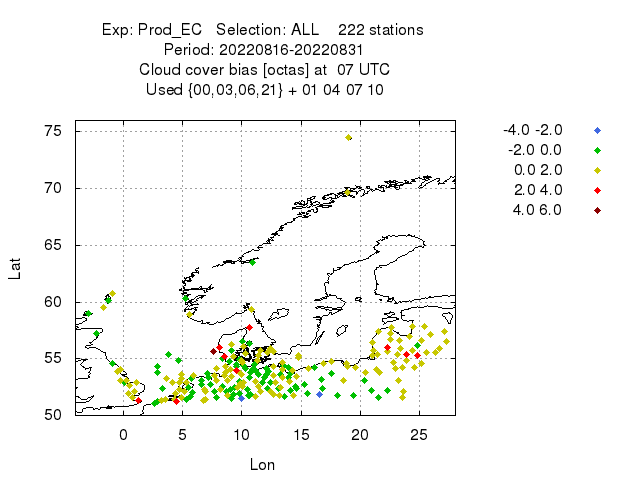 Exp: Prod_EC   Selection: ALL    222 stations
Period: 20220816-20220831
Cloud cover bias [octas] at  07 UTC
Used {00,03,06,21} + 01 04 07 10
-4.0 -2.0
-2.0 0.0
0.0 2.0
2.0 4.0
4.0 6.0
Lat
75
70
65
60
55
50
0 5 10 15 20 25
Lon